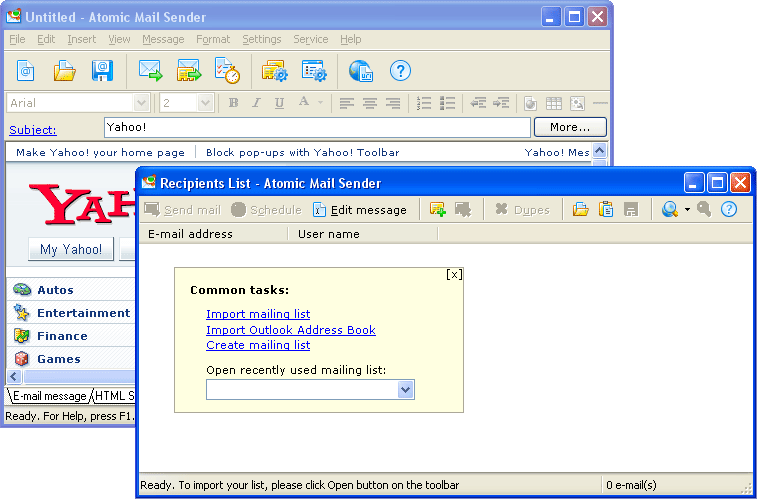 Untitled - Atomic Mail Sender
File Edit Insert View Message Format Settings Service Help
Arial 2 B I U A
Subject: Yahoo! More...
Make Yahoo! your home page Block pop-ups with Yahoo! Toolbar Yahoo! Mes
YAH
My Yahoo!
Autos
Entertainment
Finance
Games
E-mail message HTML S
Ready. For Help, press F1.
Recipients List - Atomic Mail Sender
Send mail Schedule Edit message Dupes
E-mail address User name
[x]
Common tasks:
Import mailing list
Import Outlook Address Book
Create mailing list
Open recently used mailing list:
Ready. To import your list, please click Open button on the toolbar 0 e-mail(s)